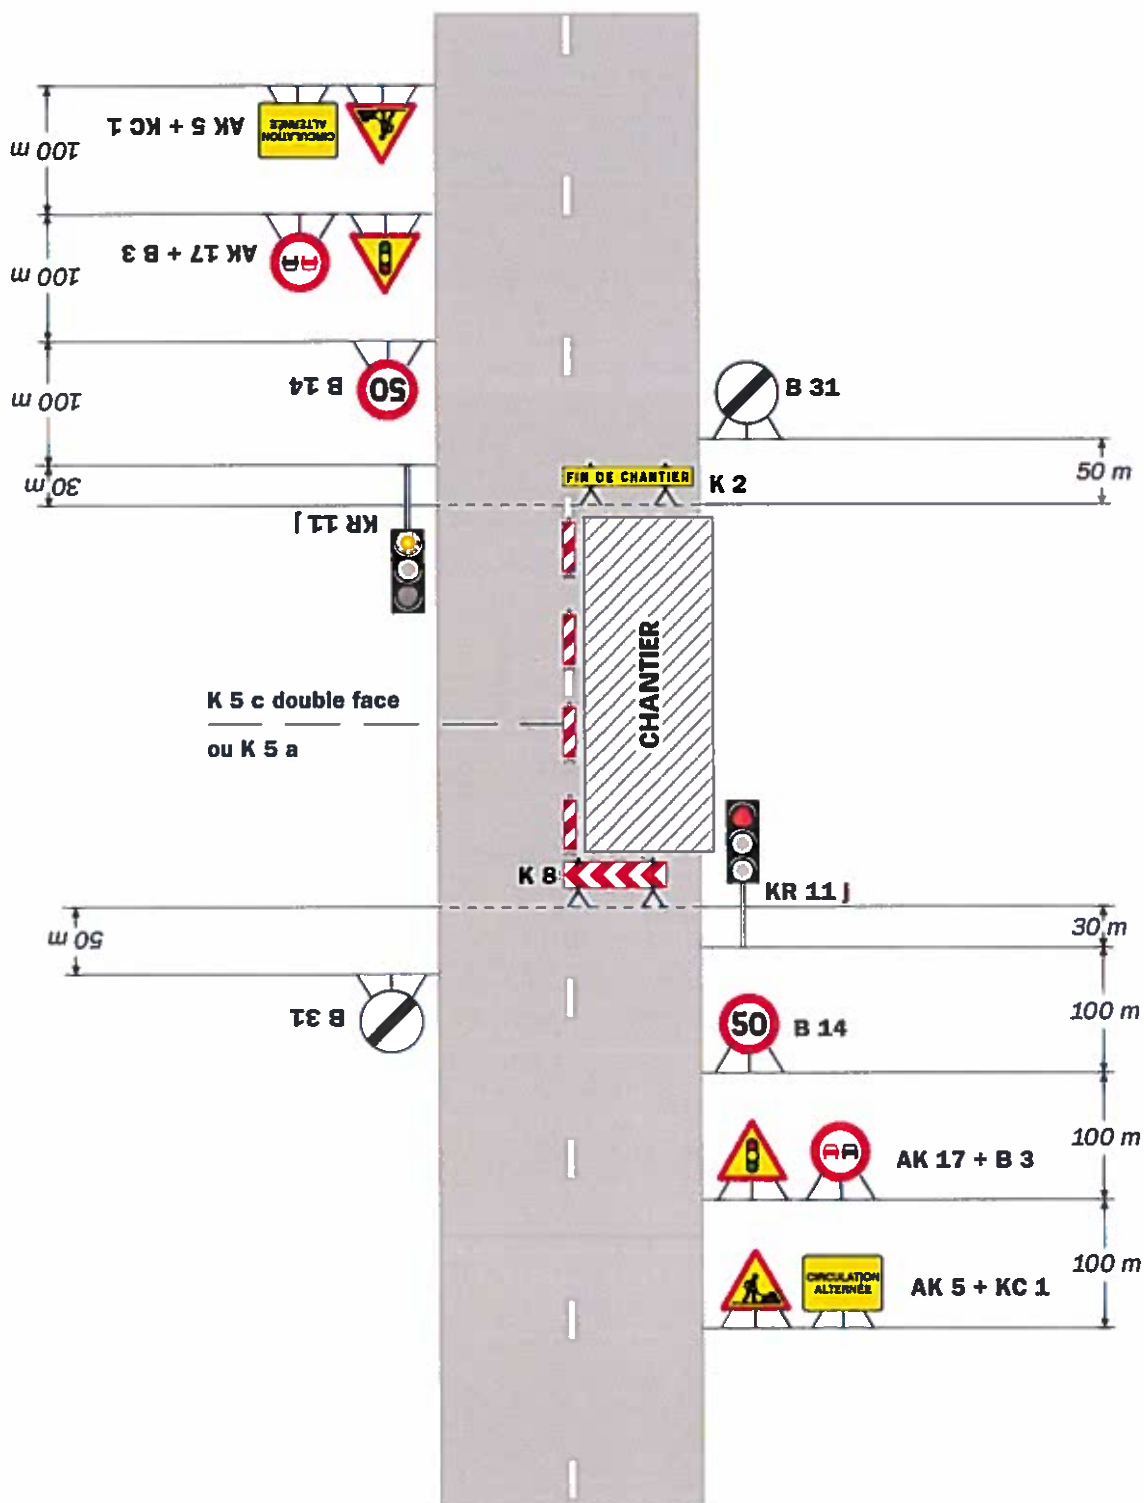 100 m
AK 5 + KC 1
CIRCULATION
ALTERNÉE
100 m
AK 17 + B 3
100 m
B 14
50
B 31
30 m
KR 11 j
FIN DE CHANTIER
K 2
50 m
CHANTIER
K 5 c double face
ou K 5 a
K 8
KR 11 j
50 m
30 m
B 31
50
B 14
100 m
AK 17 + B 3
100 m
CIRCULATION
ALTERNÉE
AK 5 + KC 1
100 m